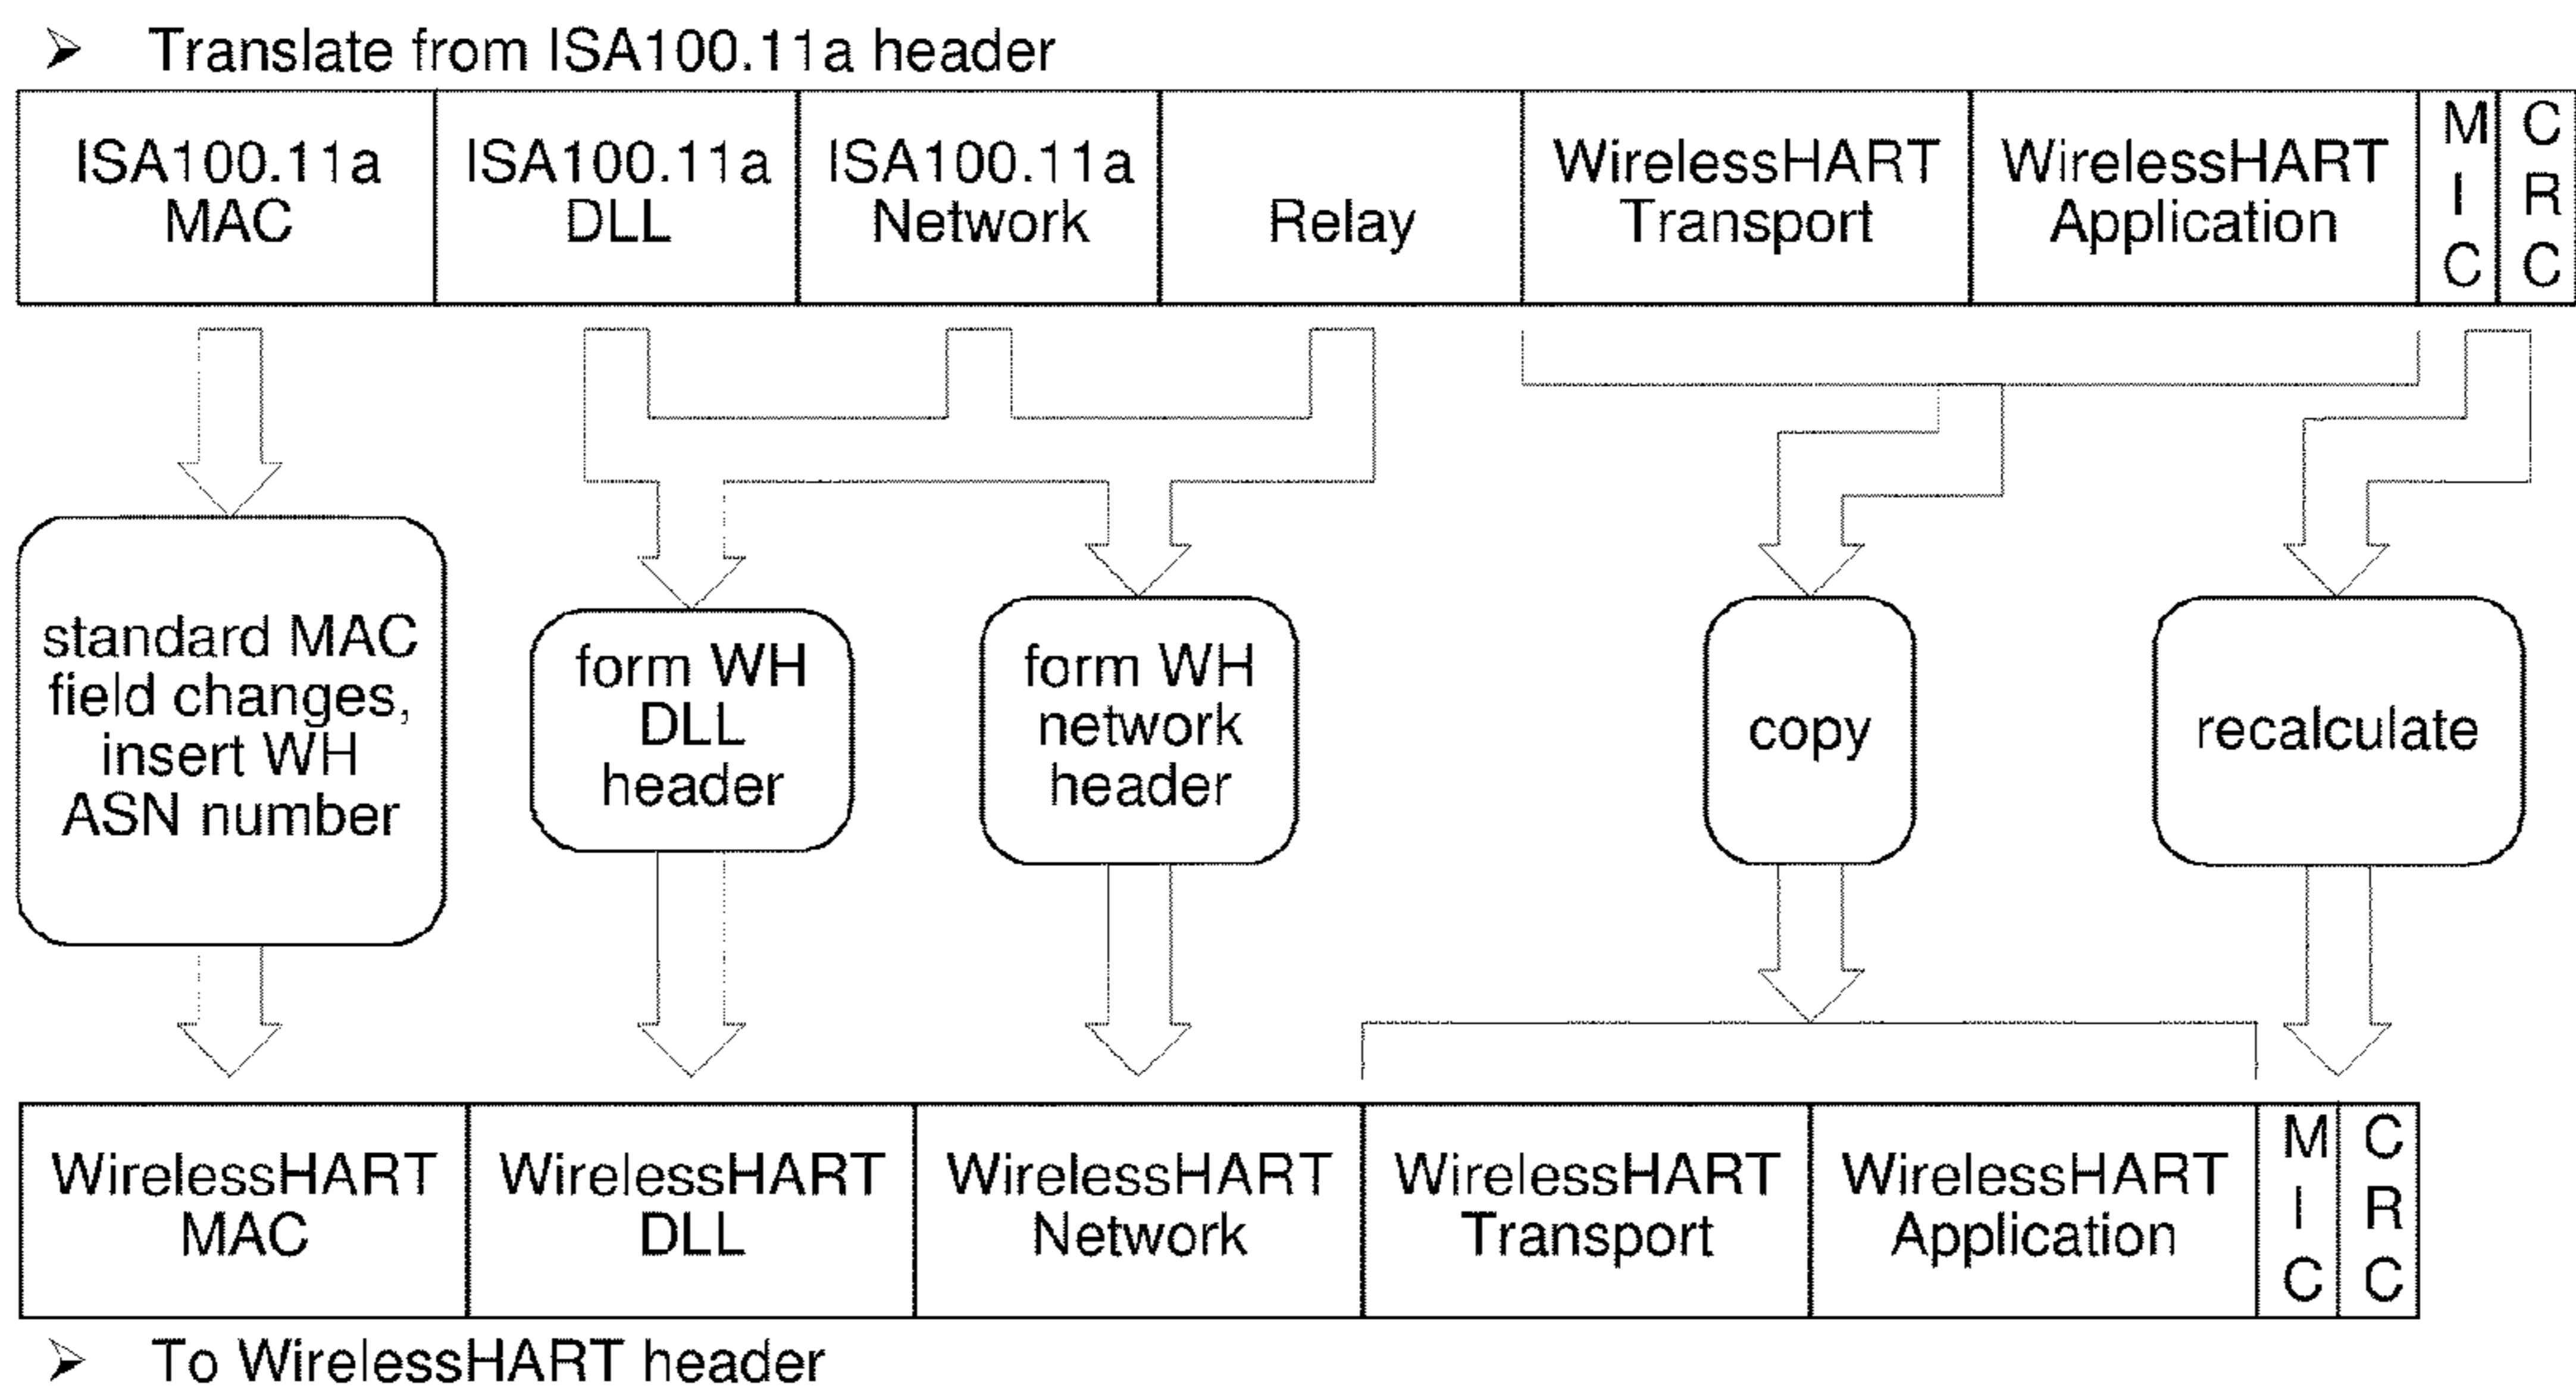 ➢ Translate from ISA100.11a header
ISA100.11a
MAC
ISA100.11a
DLL
ISA100.11a
Network
Relay
WirelessHART
Transport
WirelessHART
Application
M
I
C
C
R
C
standard MAC
field changes,
insert WH
ASN number
form WH
DLL
header
form WH
network
header
copy
recalculate
WirelessHART
MAC
WirelessHART
DLL
WirelessHART
Network
WirelessHART
Transport
WirelessHART
Application
M
I
C
C
R
C
➢ To WirelessHART header